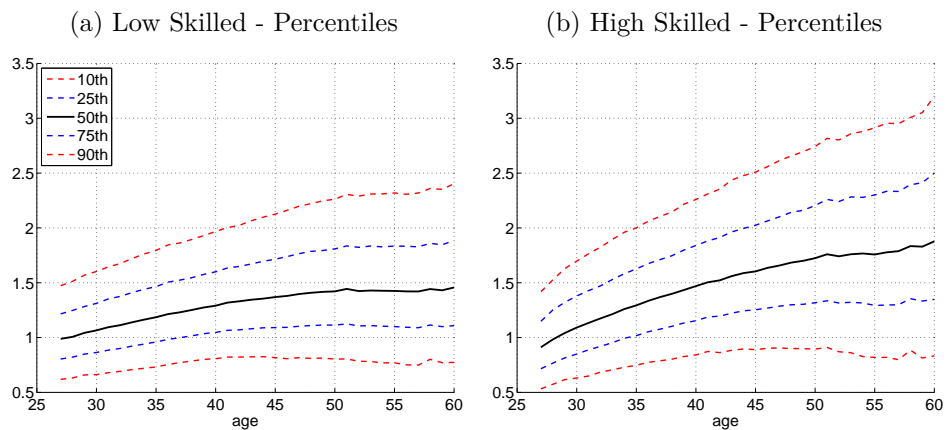 (a) Low Skilled - Percentiles
3.5
3
2.5
2
1.5
1
0.5
25 30 35 40 45 50 55 60
age
10th
25th
50th
75th
90th
(b) High Skilled - Percentiles
3.5
3
2.5
2
1.5
1
0.5
25 30 35 40 45 50 55 60
age